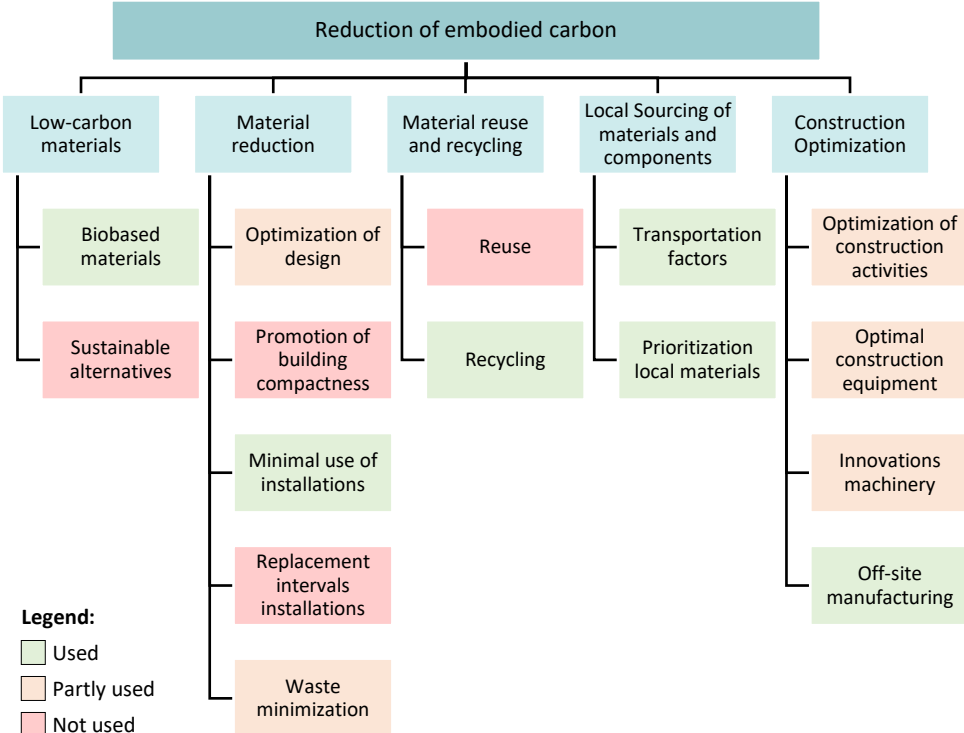 Reduction of embodied carbon
Low-carbon
materials
Material
reduction
Material reuse
and recycling
Local Sourcing of
materials and
components
Construction
Optimization
Biobased
materials
Sustainable
alternatives
Optimization of
design
Promotion of
building
compactness
Minimal use of
installations
Replacement
intervals
installations
Waste
minimization
Reuse
Recycling
Transportation
factors
Prioritization
local materials
Optimization of
construction
activities
Optimal
construction
equipment
Innovations
machinery
Off-site
manufacturing
Legend:
Used
Partly used
Not used